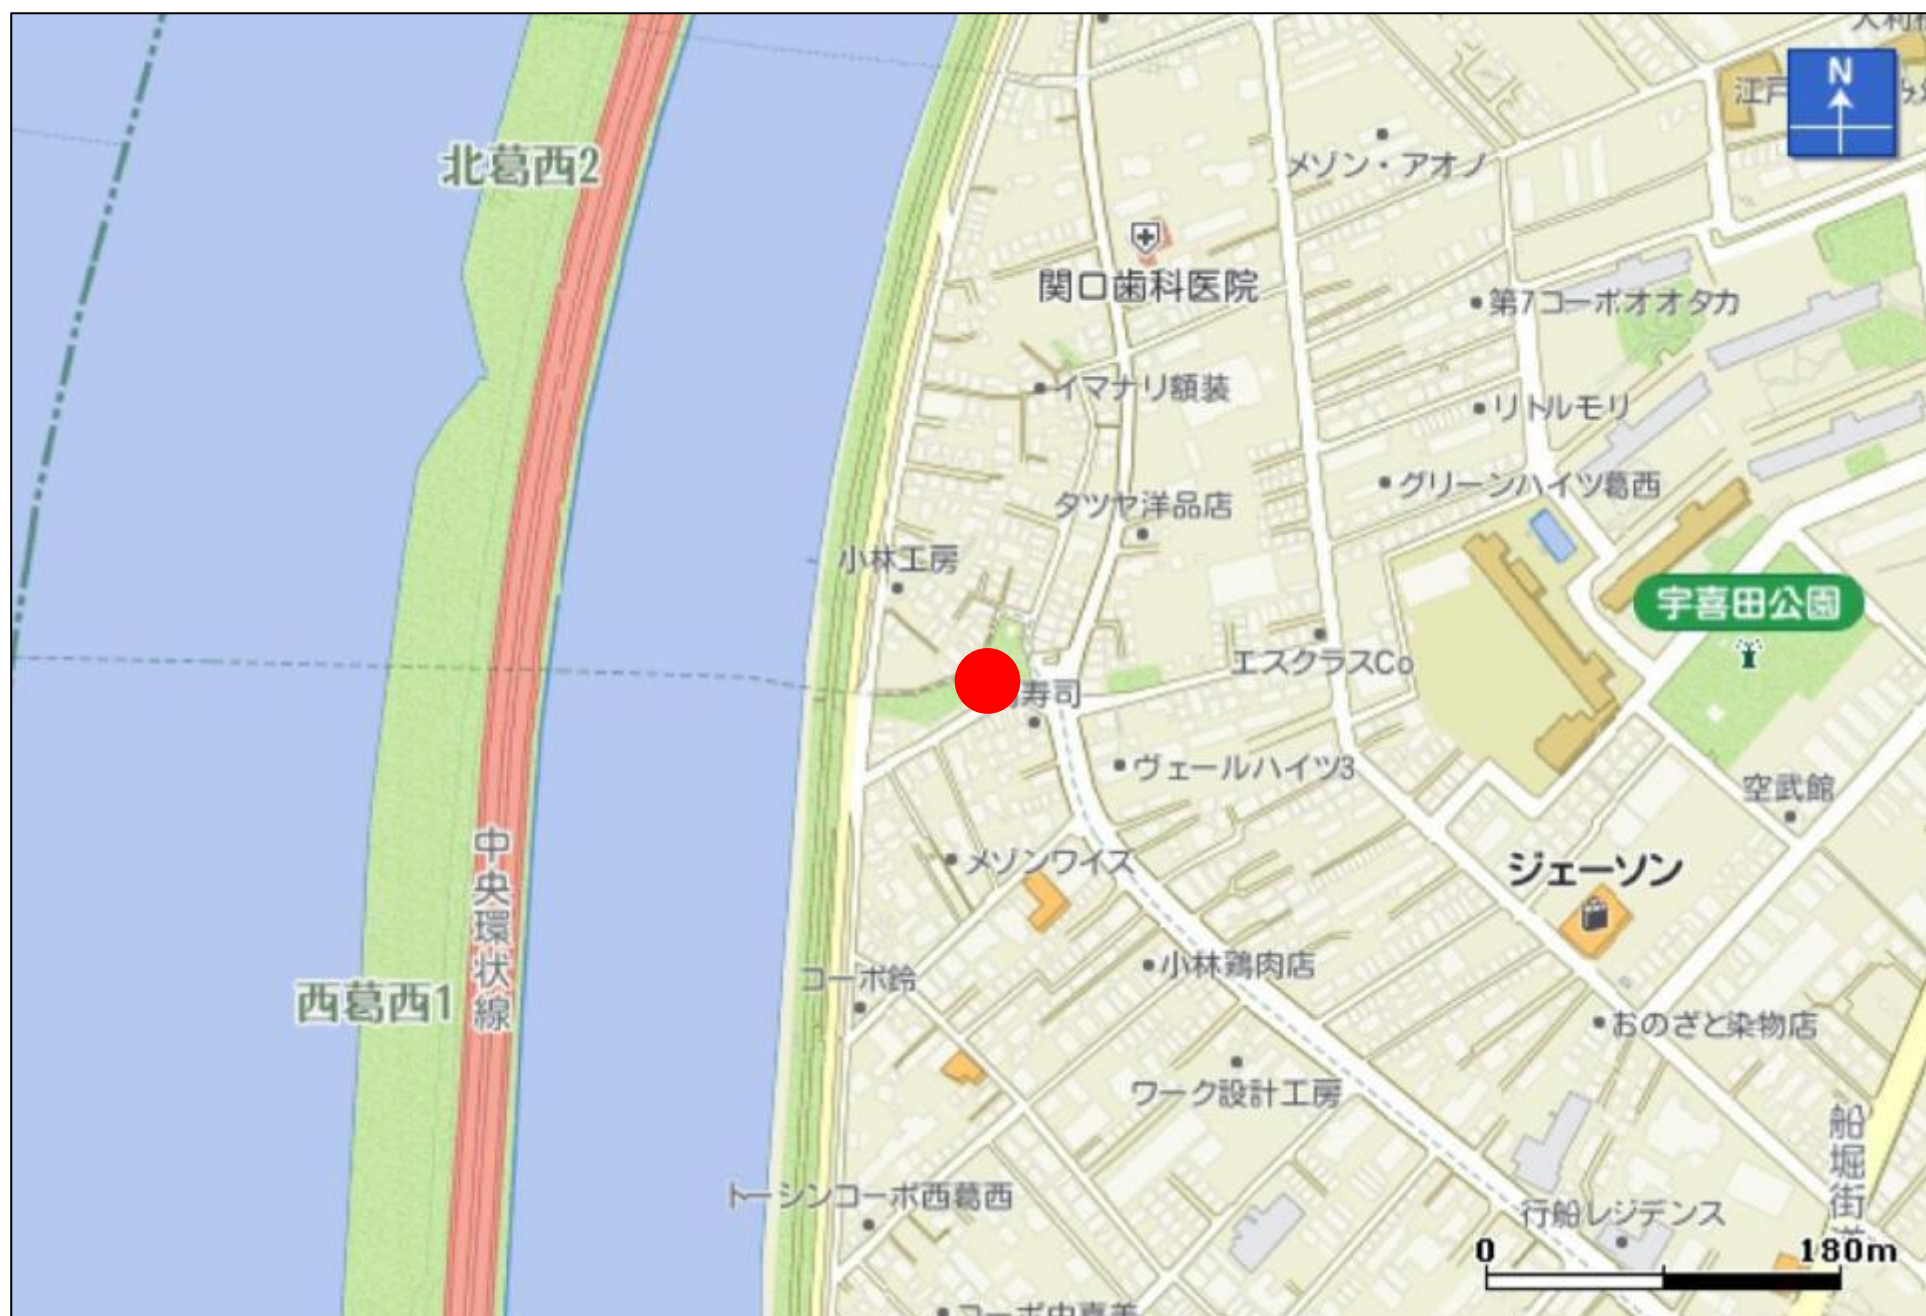 N
北葛西2
メゾン・アオノ
関口歯科医院
第7コーポオオタカ
イマナリ額装
リトルモリ
グリーンハイツ葛西
タツヤ洋品店
小林工房
宇喜田公園
エスクラスCo
寿司
ヴェールハイツ3
空武館
メゾンワイス
ジェーソン
中央環状線
小林鶏肉店
コーポ鈴
西葛西1
おのざと染物店
ワーク設計工房
船堀街道
トーシンコーポ西葛西
行船レジデンス
0 180m